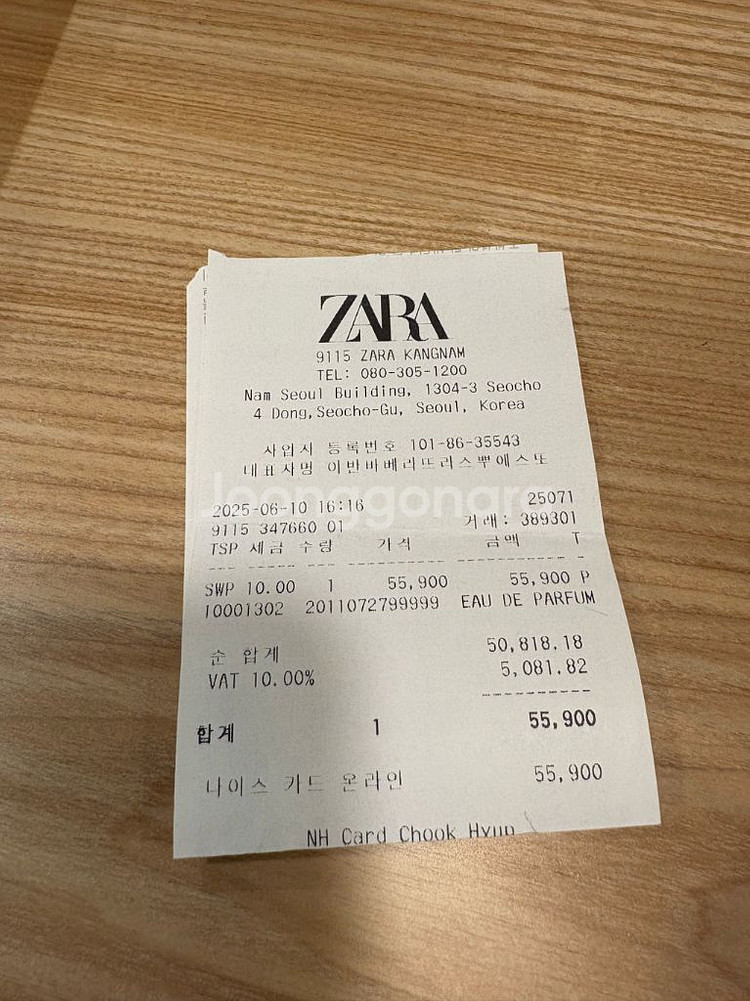 ZARA
9115 ZARA KANGNAM
TEL: 080-305-1200
Nam Seoul Building, 1304-3 Seocho
4 Dong,Seocho-Gu, Seoul, Korea
사업자 등록번호 101-86-35543
대표자명 이반바베리뜨리스뿌에스또
Joonggonara
2025-06-10 16:16 25071
9115 347660 01 거래: 389301
TSP 세금 수량 가격 금액 T
SWP 10.00 1 55,900 55,900 P
10001302 2011072799999 EAU DE PARFUM
순 합계 50,818.18
VAT 10.00% 5,081.82
합계 1 55,900
나이스 카드 온라인 55,900
NH Card Chook Hyup